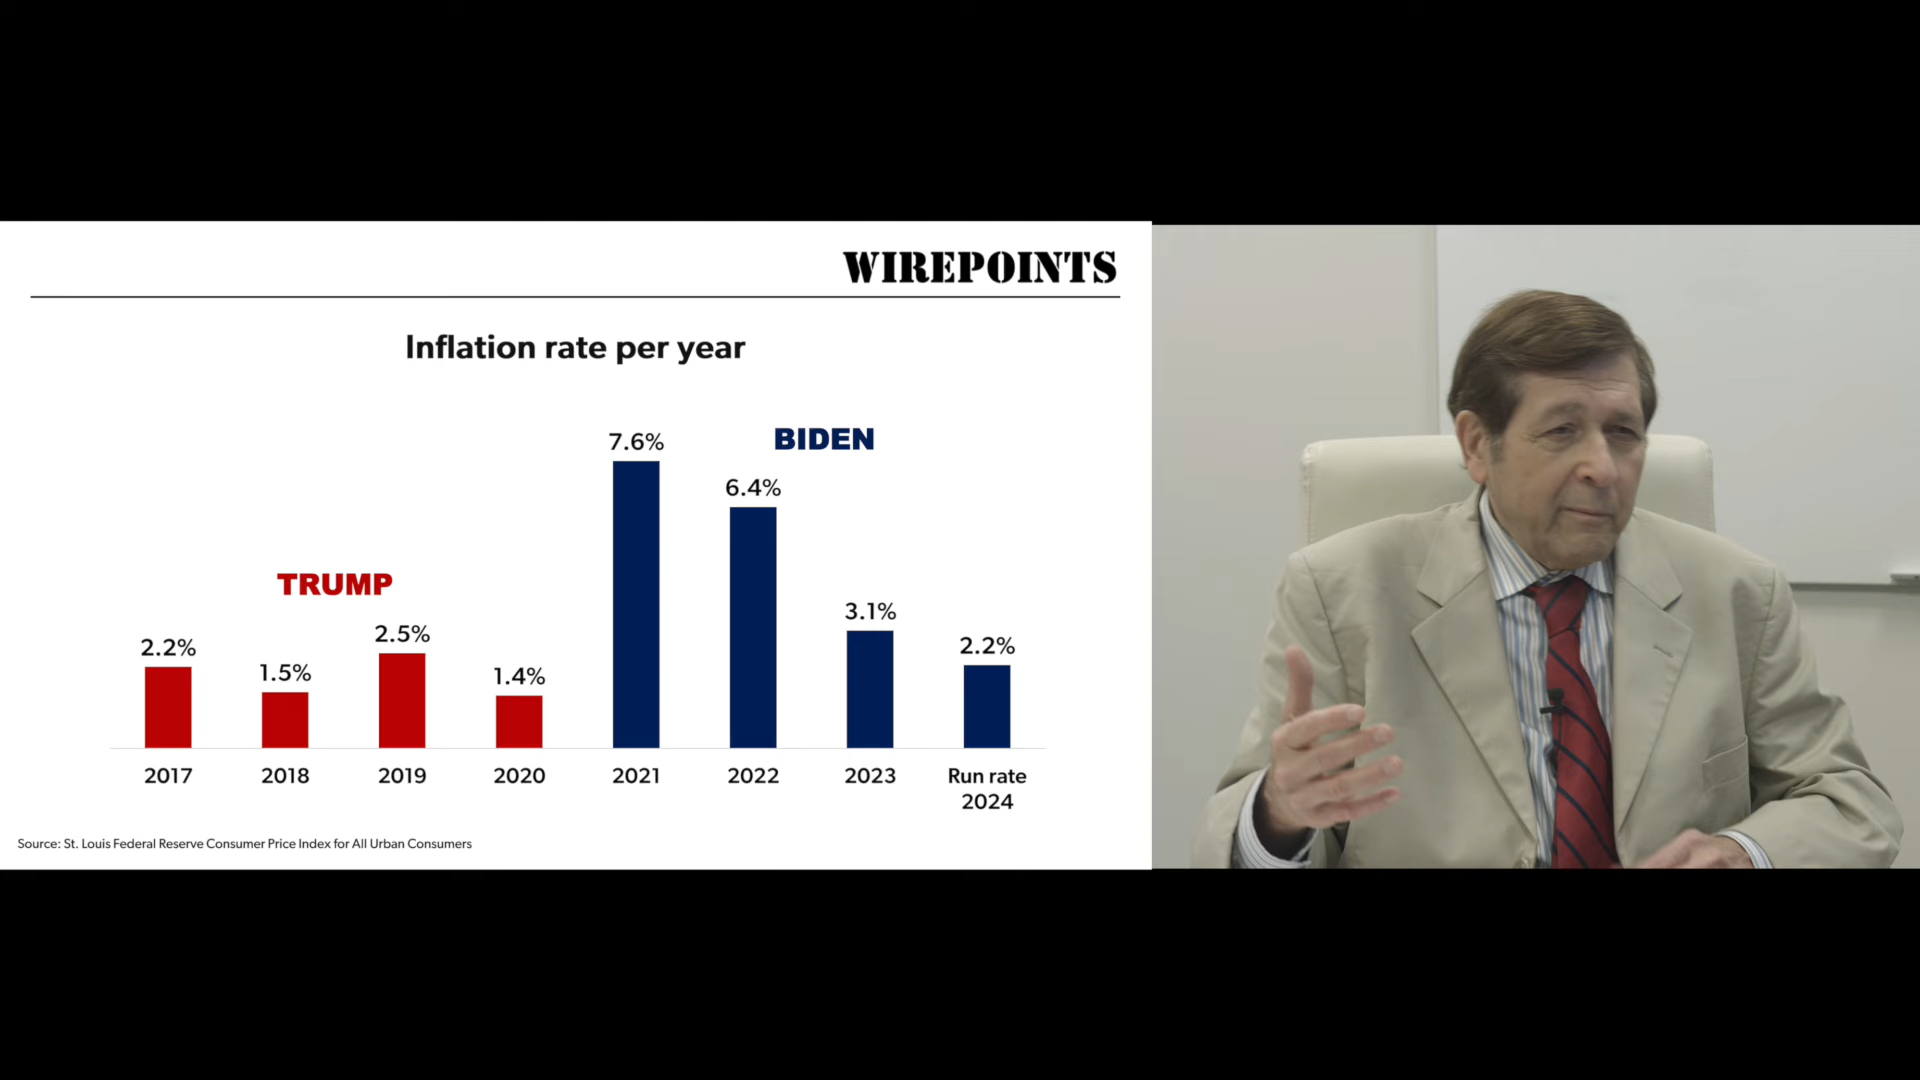 WIREPOINTS
Inflation rate per year
7.6%
BIDEN
6.4%
TRUMP
2.2%
1.5%
2.5%
1.4%
3.1%
2.2%
2017
2018
2019
2020
2021
2022
2023
Run rate
2024
Source: St. Louis Federal Reserve Consumer Price Index for All Urban Consumers